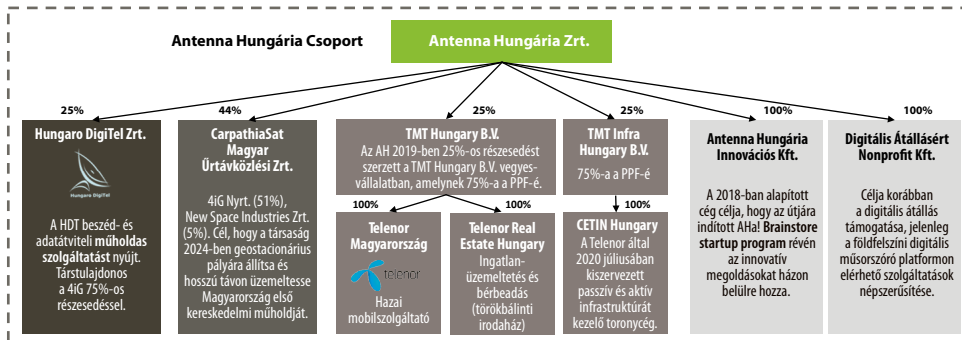 Antenna Hungária Csoport
Antenna Hungária Zrt.
25%
Hungaro DigiTel Zrt.
Hungaro DigiTel
A HDT beszéd- és
adatátviteli műholdas
szolgáltatást nyújt.
Társtulajdonos
a 4iG 75%-os
részesedéssel.
44%
CarpathiaSat
Magyar
Űrtávközlési Zrt.
4iG Nyrt. (51%),
New Space Industries Zrt.
(5%). Cél, hogy a társaság
2024-ben geostacionárius
pályára állítsa és
hosszú távon üzemeltesse
Magyarország első
kereskedelmi műholdját.
25%
TMT Hungary B.V.
Az AH 2019-ben 25%-os részesedést
szerzett a TMT Hungary B.V. vegyes-
vállalatban, amelynek 75%-a a PPF-é.
100%
Telenor
Magyarország
telenor
Hazai
mobilszolgáltató
100%
Telenor Real
Estate Hungary
Ingatlan-
üzemeltetés és
bérbeadás
(törökbálinti
irodaház)
25%
TMT Infra
Hungary B.V.
75%-a a PPF-é
100%
CETIN Hungary
A Telenor által
2020 júliusában
kiszervezett
passzív és aktív
infrastruktúrát
kezelő toronycég.
100%
Antenna Hungária
Innovációs Kft.
A 2018-ban alapított
cég célja, hogy az útjára
indított AHa! Brainstore
startup program révén
az innovatív
megoldásokat házon
belülre hozza.
100%
Digitális Átállásért
Nonprofit Kft.
Célja korábban
a digitális átállás
támogatása, jelenleg
a földfelszíni digitális
műsorszóró platformon
elérhető szolgáltatások
népszerűsítése.